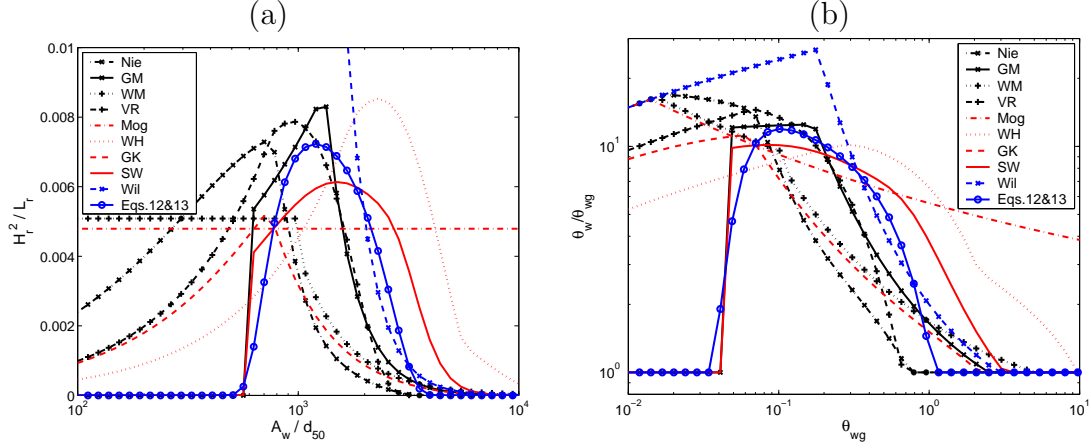 (a)
0.01
0.008
0.006
0.004
0.002
0
H_r^2 / L_r
10^2
10^3
10^4
A_w / d_50
Nie
GM
WM
VR
Mog
WH
GK
SW
Wil
Eqs.12&13
(b)
10^1
10^0
θ_w/θ_wg
10^-2
10^-1
10^0
10^1
θ_wg
Nie
GM
WM
VR
Mog
WH
GK
SW
Wil
Eqs.12&13